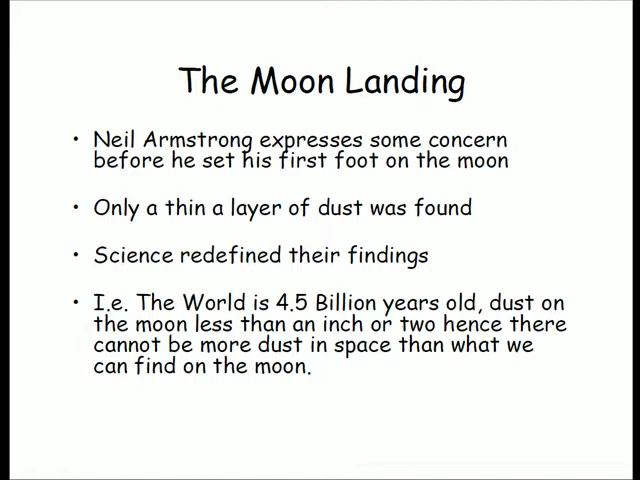 The Moon Landing
• Neil Armstrong expresses some concern
before he set his first foot on the moon
• Only a thin a layer of dust was found
• Science redefined their findings
• I.e. The World is 4.5 Billion years old, dust on
the moon less than an inch or two hence there
cannot be more dust in space than what we
can find on the moon.